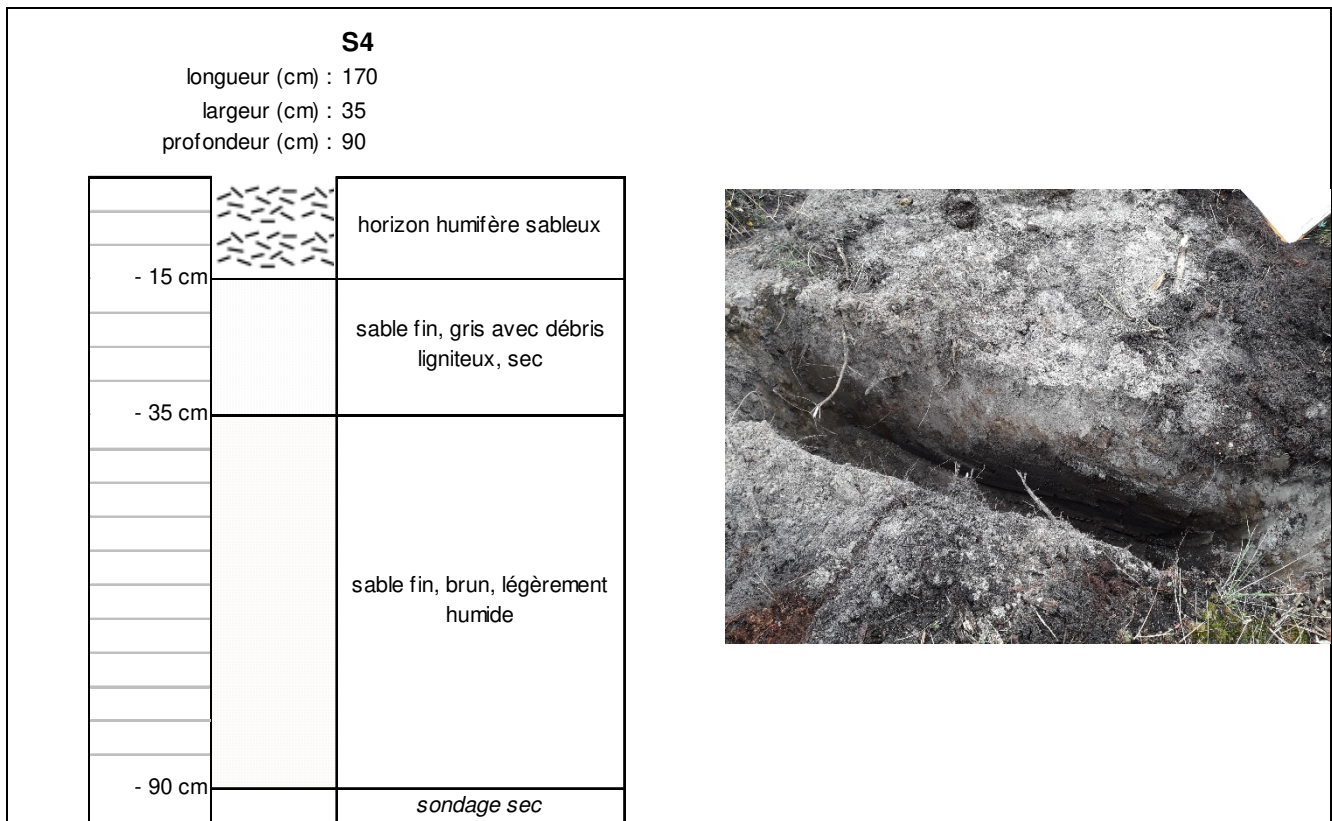 S4
longueur (cm) : 170
largeur (cm) : 35
profondeur (cm) : 90
horizon humifère sableux
- 15 cm
sable fin, gris avec débris
ligniteux, sec
- 35 cm
sable fin, brun, légèrement
humide
- 90 cm
sondage sec